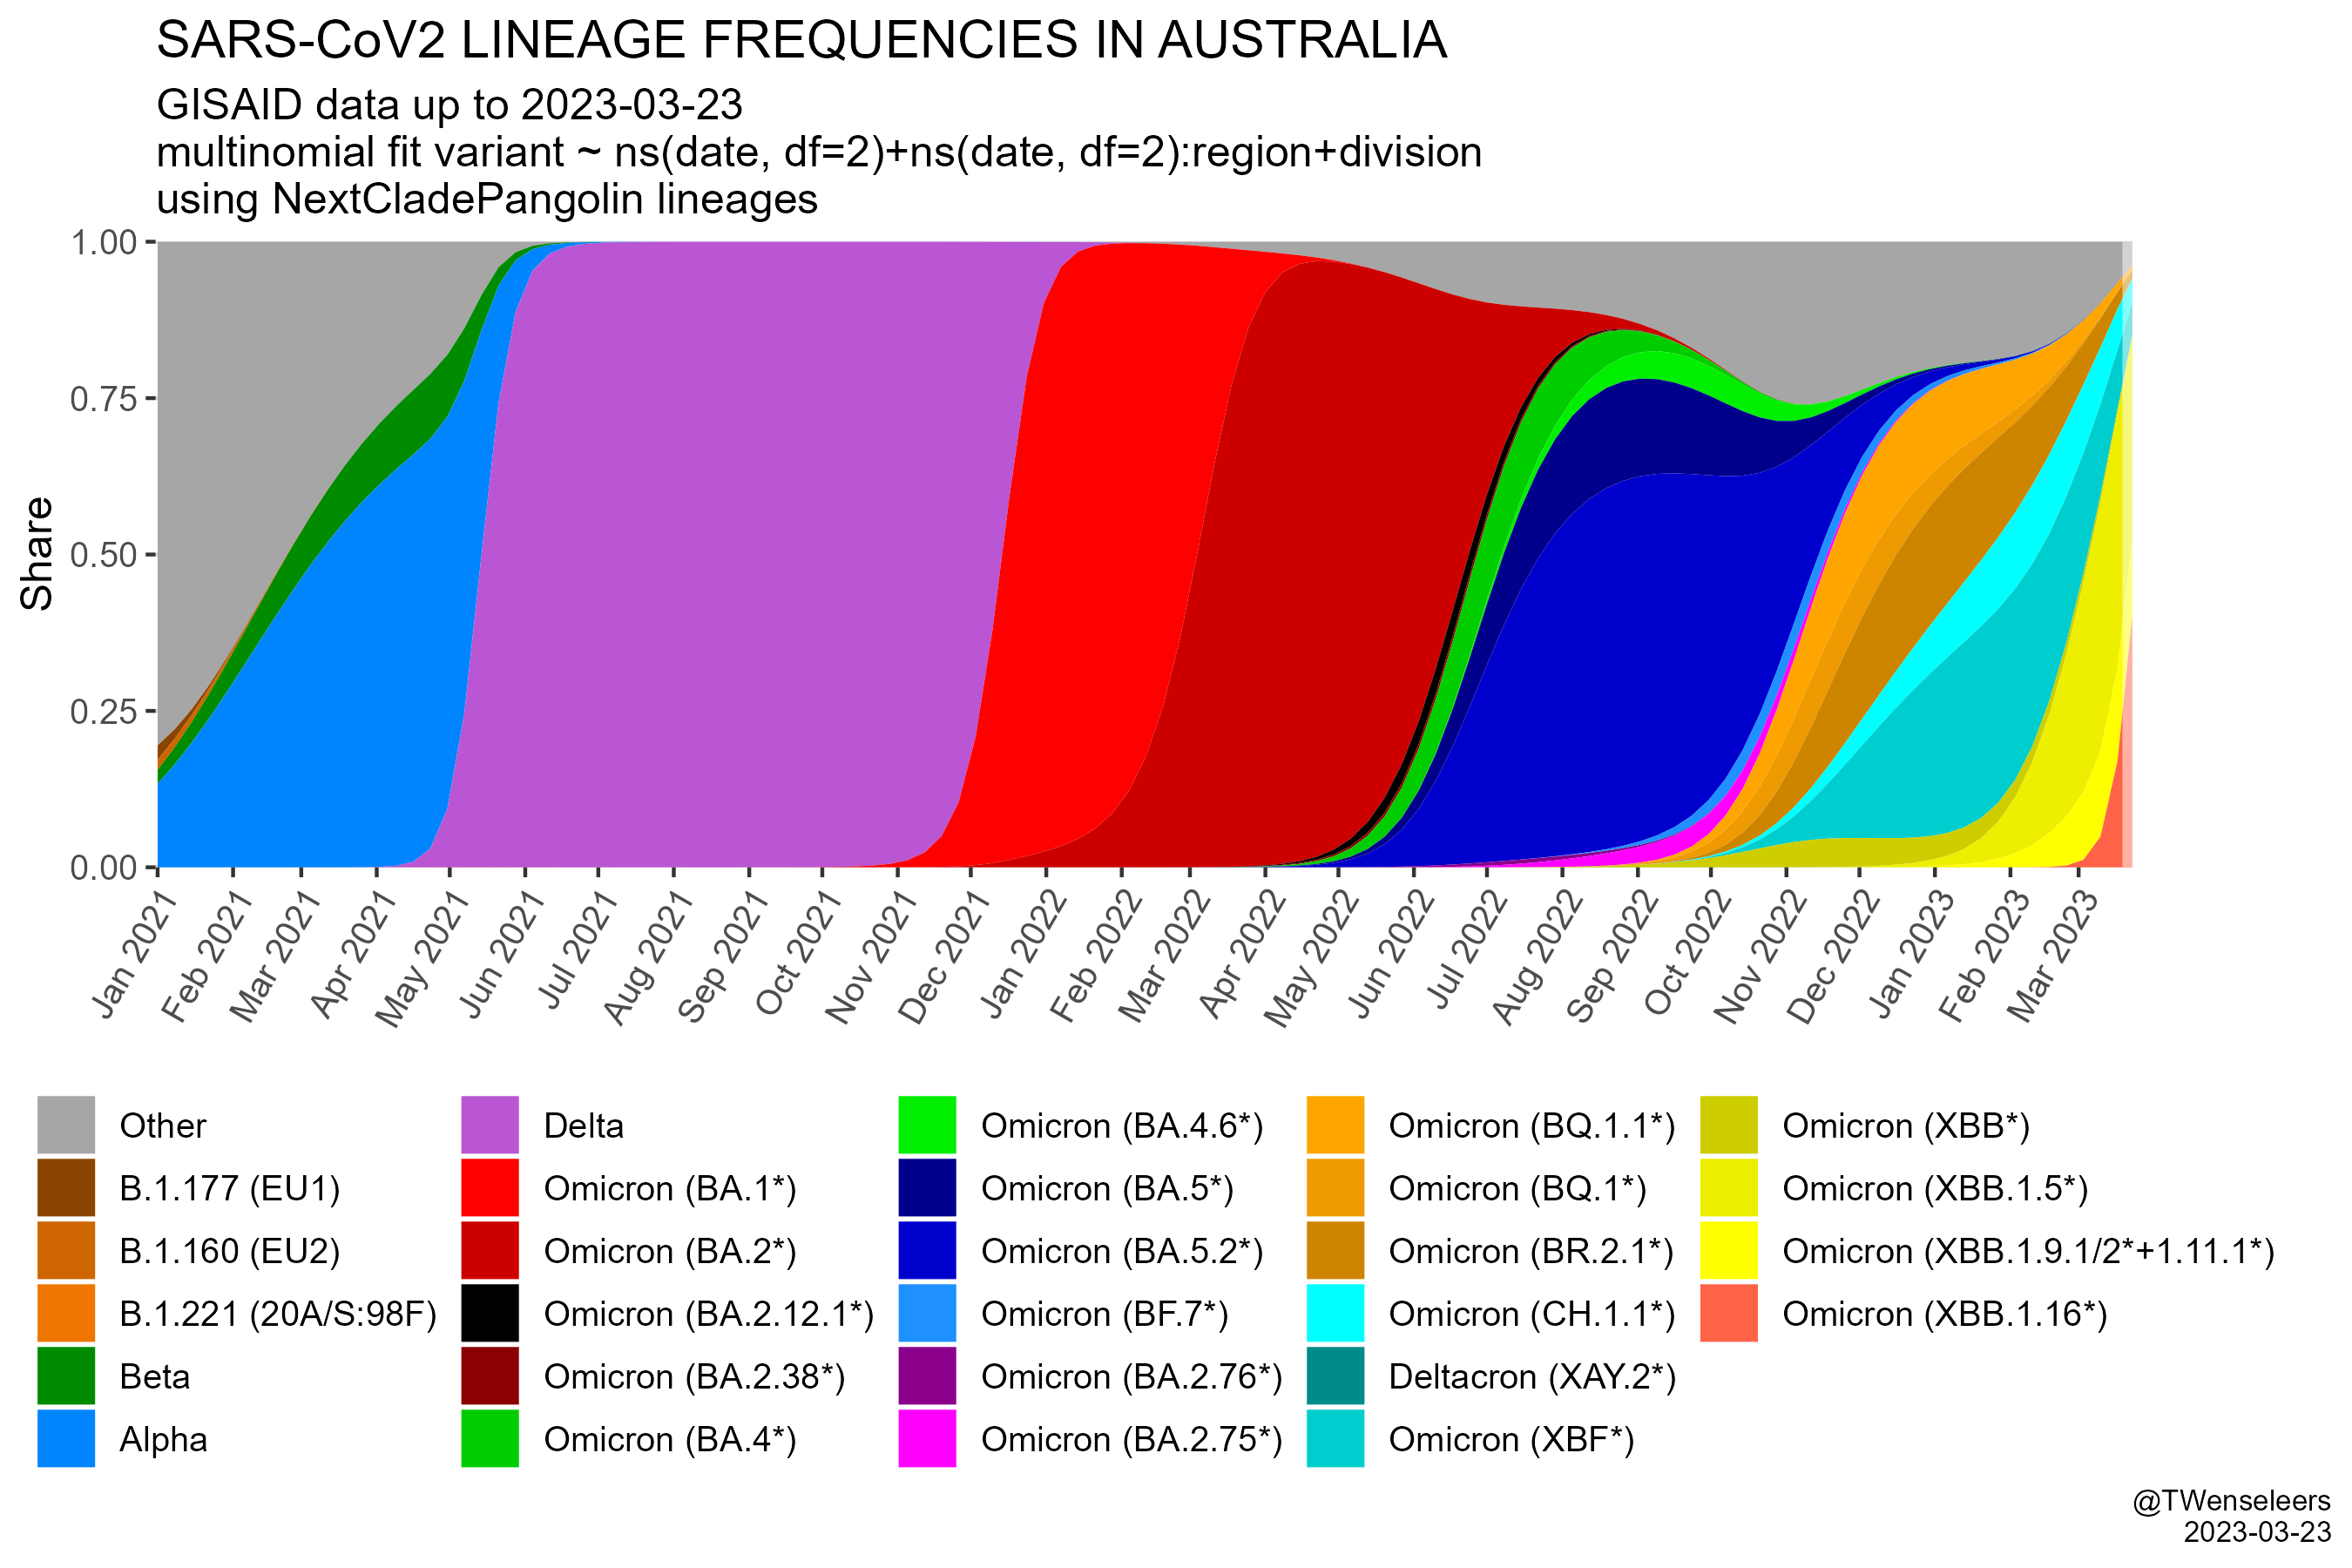 SARS-CoV2 LINEAGE FREQUENCIES IN AUSTRALIA
GISAID data up to 2023-03-23
multinomial fit variant ~ ns(date, df=2)+ns(date, df=2):region+division
using NextCladePangolin lineages
Share
1.00
0.75
0.50
0.25
0.00
Jan 2021
Feb 2021
Mar 2021
Apr 2021
May 2021
Jun 2021
Jul 2021
Aug 2021
Sep 2021
Oct 2021
Nov 2021
Dec 2021
Jan 2022
Feb 2022
Mar 2022
Apr 2022
May 2022
Jun 2022
Jul 2022
Aug 2022
Sep 2022
Oct 2022
Nov 2022
Dec 2022
Jan 2023
Feb 2023
Mar 2023
Other
B.1.177 (EU1)
B.1.160 (EU2)
B.1.221 (20A/S:98F)
Beta
Alpha
Delta
Omicron (BA.1*)
Omicron (BA.2*)
Omicron (BA.2.12.1*)
Omicron (BA.2.38*)
Omicron (BA.4*)
Omicron (BA.4.6*)
Omicron (BA.5*)
Omicron (BA.5.2*)
Omicron (BF.7*)
Omicron (BA.2.76*)
Omicron (BA.2.75*)
Omicron (BQ.1.1*)
Omicron (BQ.1*)
Omicron (BR.2.1*)
Omicron (CH.1.1*)
Deltacron (XAY.2*)
Omicron (XBF*)
Omicron (XBB*)
Omicron (XBB.1.5*)
Omicron (XBB.1.9.1/2*+1.11.1*)
Omicron (XBB.1.16*)
@TWenseleers
2023-03-23